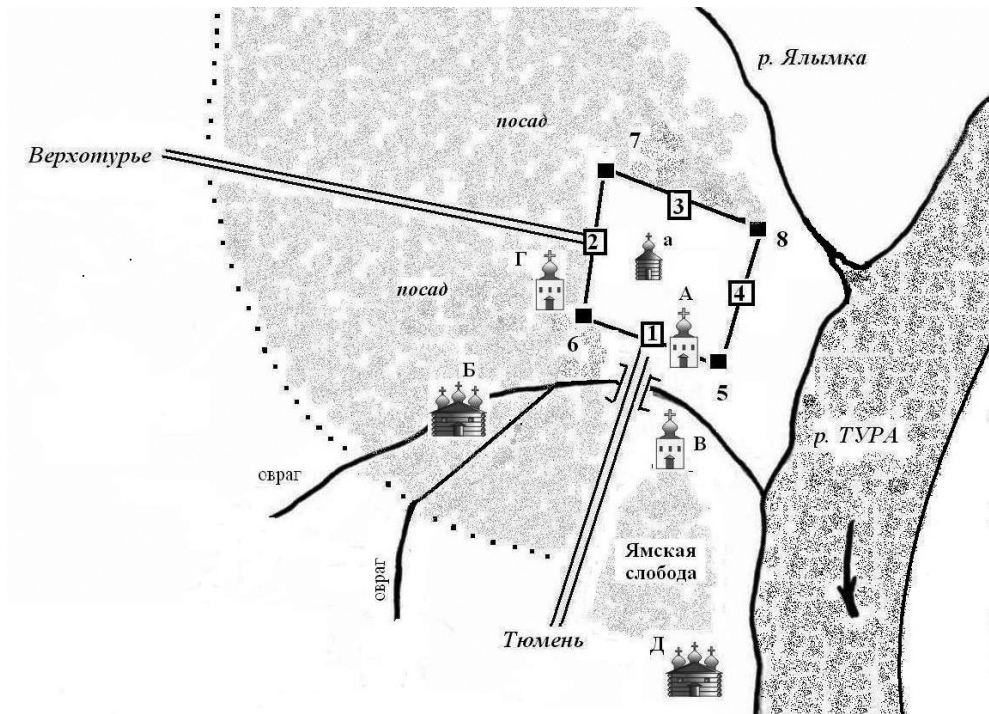 р. Ялымка
посад
7
Верхотурье
3
8
2
а
Г
посад
4
А
1
6
5
Б
В
р. ТУРА
овраг
Ямская
слобода
овраг
Тюмень
Д